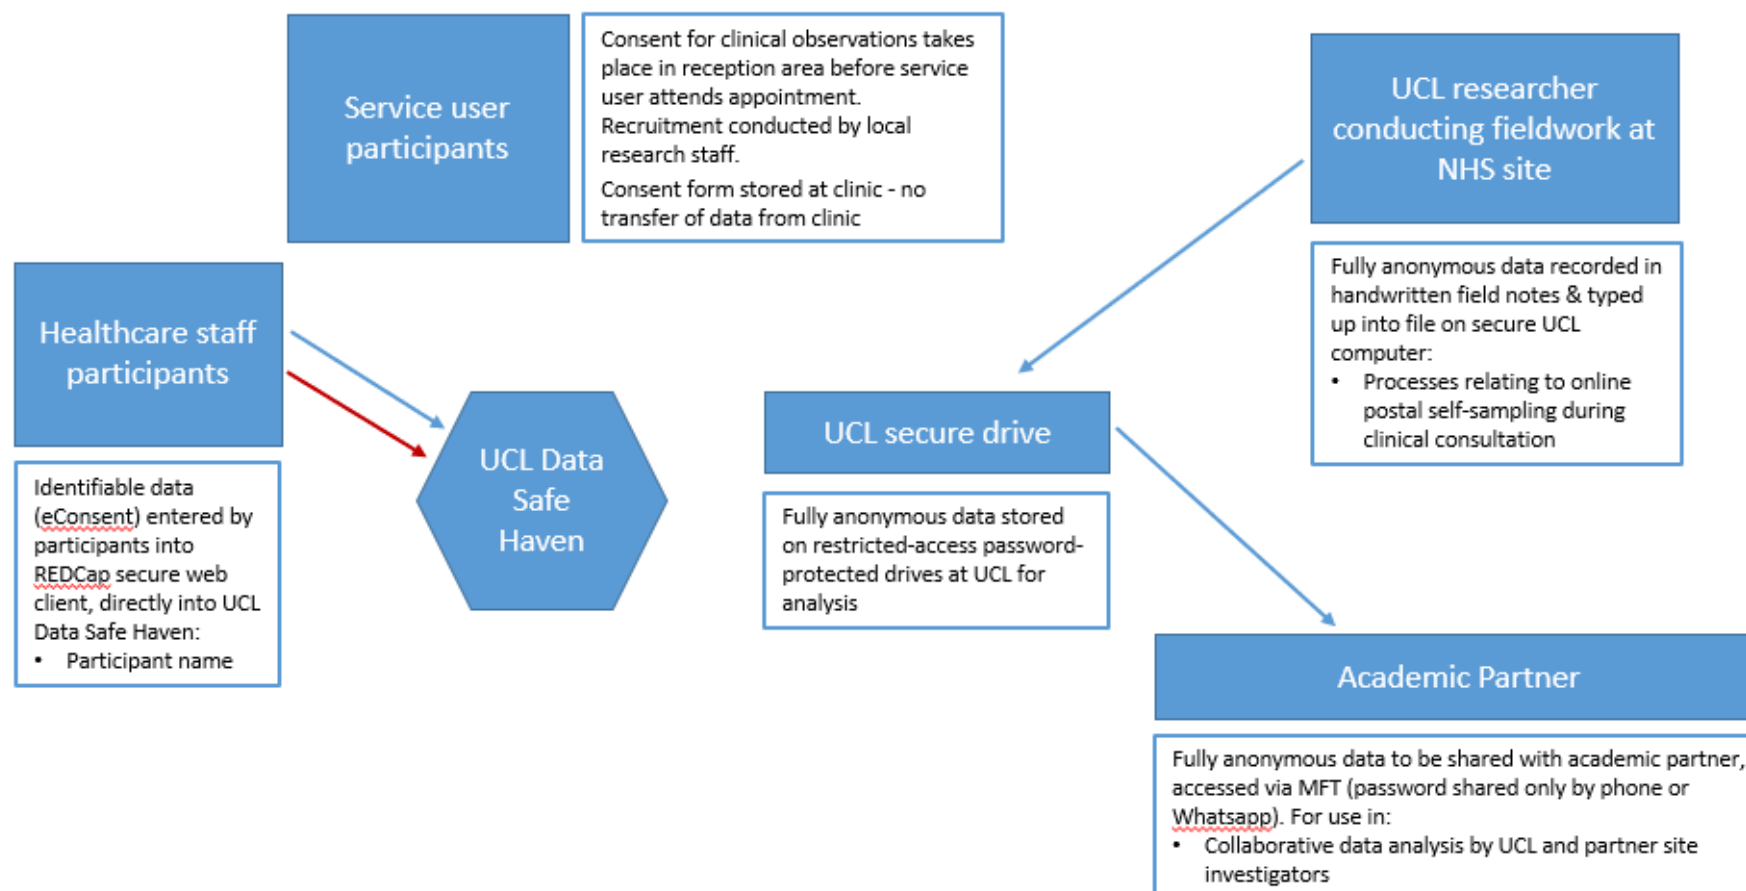 Service user
participants
Consent for clinical observations takes
place in reception area before service
user attends appointment.
Recruitment conducted by local
research staff.
Consent form stored at clinic - no
transfer of data from clinic
UCL researcher
conducting fieldwork at
NHS site
Fully anonymous data recorded in
handwritten field notes & typed
up into file on secure UCL
computer:
• Processes relating to online
postal self-sampling during
clinical consultation
Healthcare staff
participants
Identifiable data
(eConsent) entered by
participants into
REDCap secure web
client, directly into UCL
Data Safe Haven:
• Participant name
UCL Data
Safe
Haven
UCL secure drive
Fully anonymous data stored
on restricted-access password-
protected drives at UCL for
analysis
Academic Partner
Fully anonymous data to be shared with academic partner,
accessed via MFT (password shared only by phone or
Whatsapp). For use in:
• Collaborative data analysis by UCL and partner site
investigators